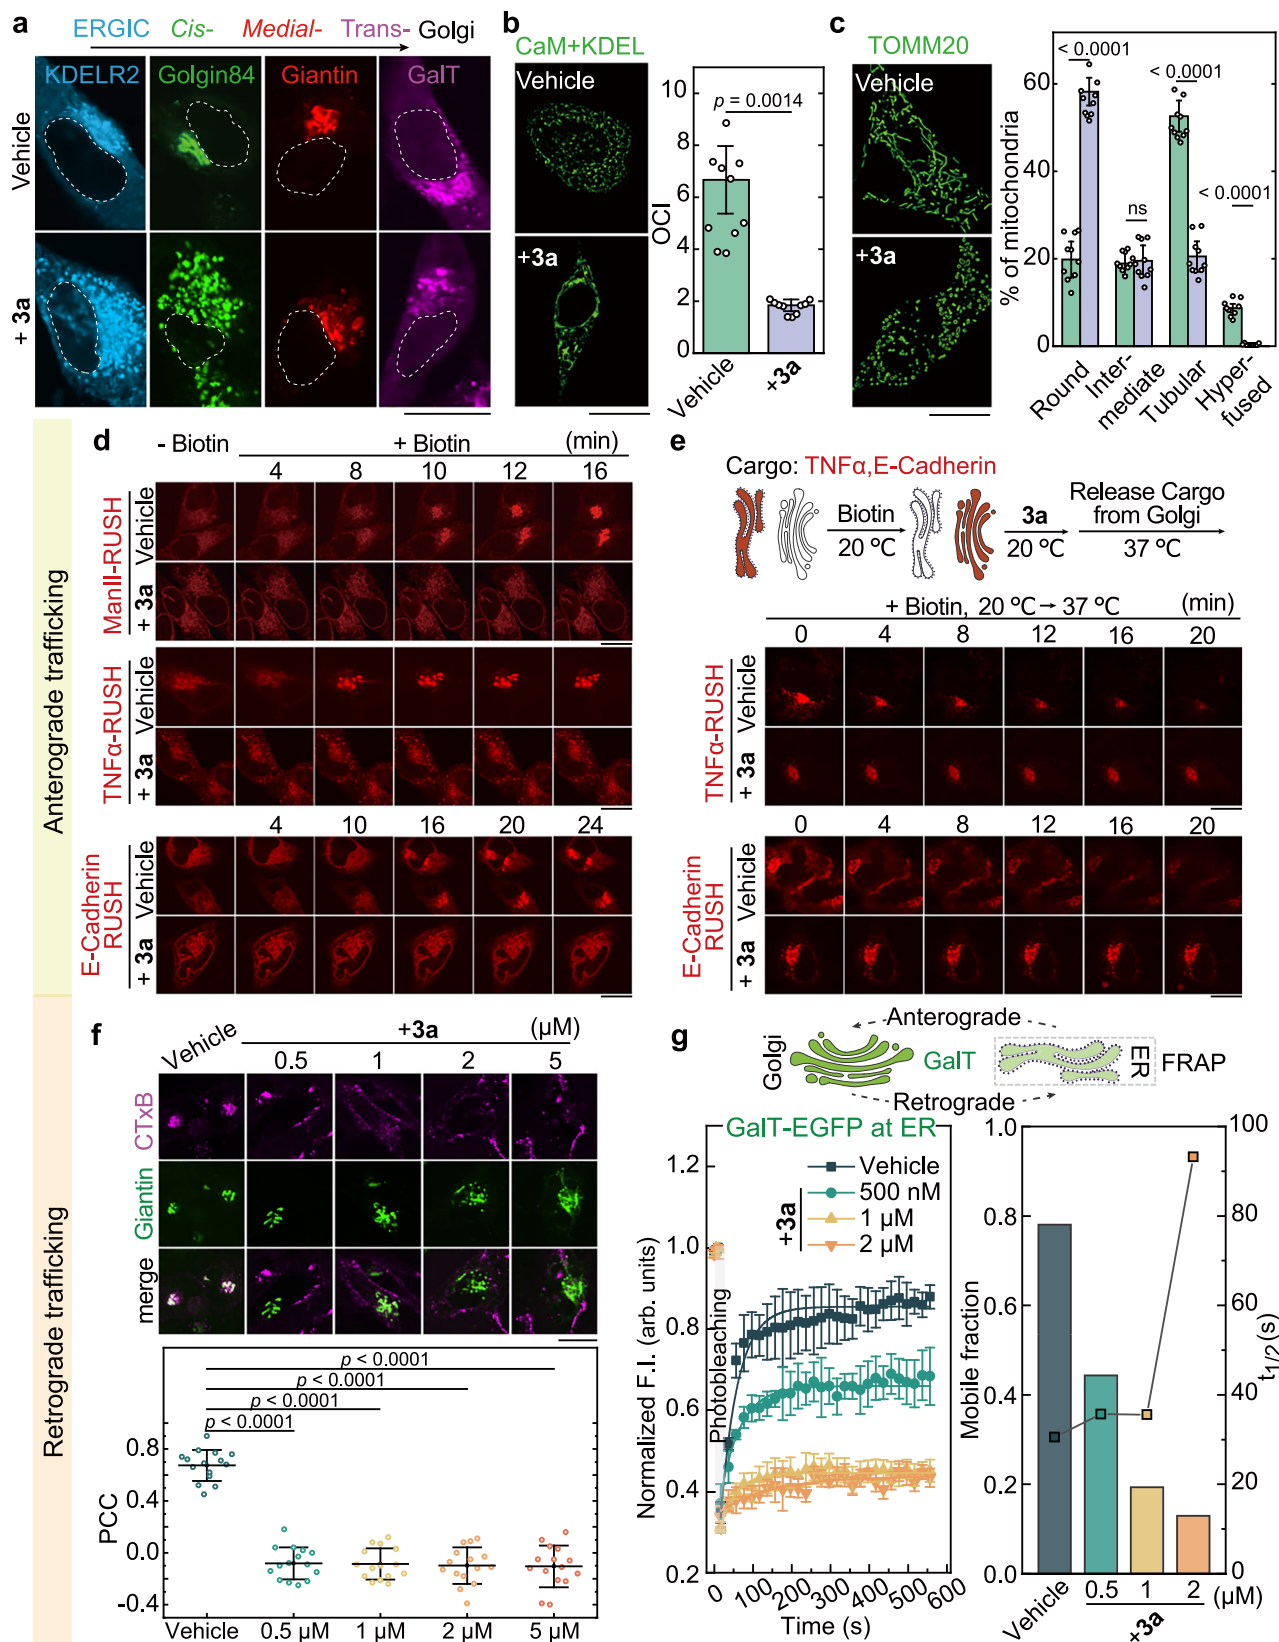 a
ERGIC Cis- Medial- Trans- Golgi
KDELR2 Golgin84 Giantin GalT
Vehicle
+ 3a
b
CaM+KDEL
Vehicle
+3a
OCI
10
8
6
4
2
0
p = 0.0014
Vehicle
+3a
c
TOMM20
Vehicle
+3a
% of mitochondria
60
40
20
0
< 0.0001
ns
< 0.0001
< 0.0001
Round
Inter-
mediate
Tubular
Hyper-
fused
Anterograde trafficking
d
- Biotin + Biotin (min)
4 8 10 12 16
ManII-RUSH
Vehicle
+ 3a
TNFα-RUSH
Vehicle
+ 3a
4 10 16 20 24
E-Cadherin
RUSH
Vehicle
+ 3a
e
Cargo: TNFα,E-Cadherin
Biotin
20 ºC
3a
20 ºC
Release Cargo
from Golgi
37 ºC
+ Biotin, 20 ºC → 37 ºC (min)
0 4 8 12 16 20
TNFα-RUSH
Vehicle
+ 3a
0 4 8 12 16 20
E-Cadherin
RUSH
Vehicle
+ 3a
Retrograde trafficking
f
Vehicle +3a (µM)
0.5 1 2 5
CTxB
Giantin
merge
p < 0.0001
p < 0.0001
p < 0.0001
p < 0.0001
PCC
0.8
0.4
0.0
-0.4
Vehicle 0.5 µM 1 µM 2 µM 5 µM
g
Anterograde
Golgi
GalT
ER
FRAP
Retrograde
GalT-EGFP at ER
Vehicle
+3a
500 nM
1 µM
2 µM
Photobleaching
Normalized F.I. (arb. units)
1.2
1.0
0.8
0.6
0.4
0.2
0 100 200 300 400 500 600
Time (s)
Mobile fraction
1.0
0.8
0.6
0.4
0.2
0.0
t1/2(s)
100
80
60
40
20
0
Vehicle 0.5 1 2 (µM)
+3a